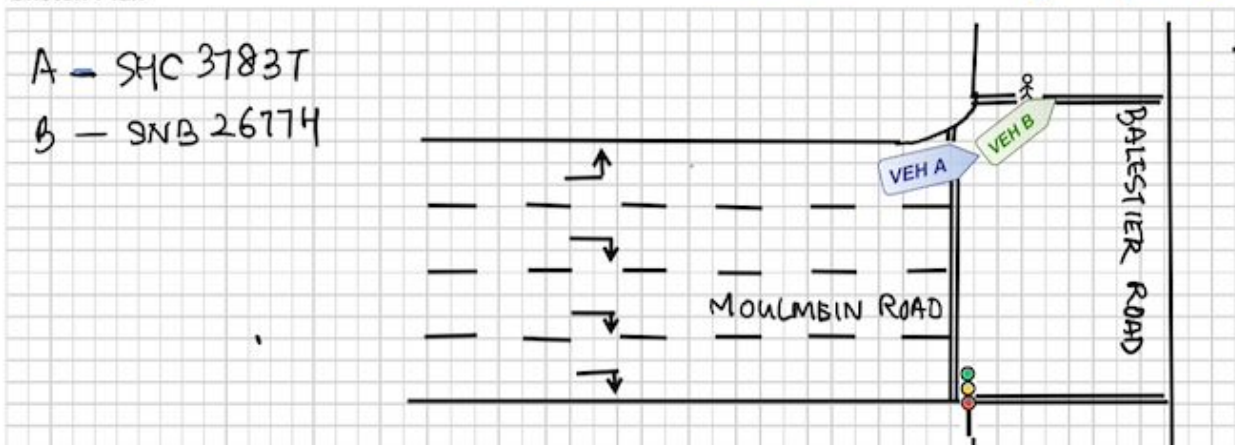 A - SHC 3783T
B - SNB 2677H
VEH A
VEH B
MOULMEIN ROAD
BALESTIER ROAD